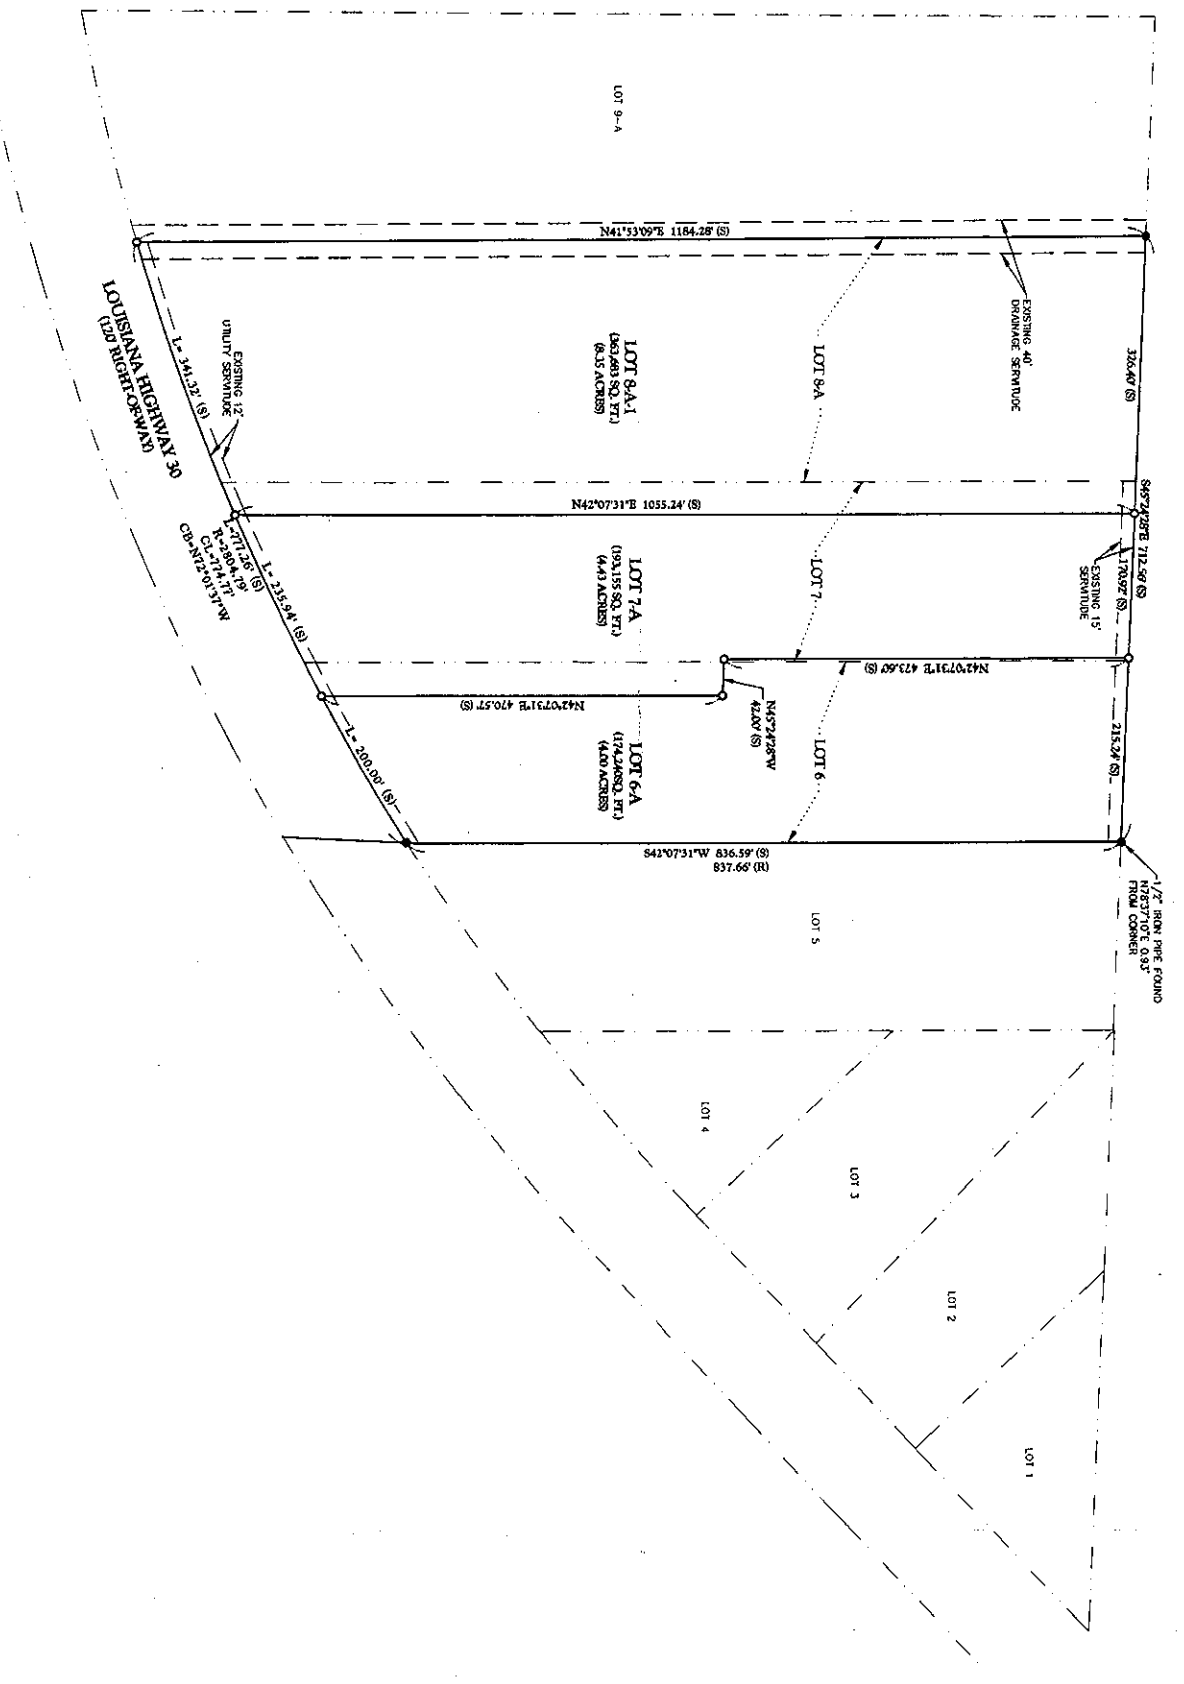 LOT 9-A
N41°53'09"E 1184.28' (S)
EXISTING 40'
DRAINAGE SERVITUDE
326.40' (S)
LOT 8-A
LOT 8-A-1
(363,683 SQ. FT.)
(8.35 ACRES)
EXISTING 12'
UTILITY SERVITUDE
L= 341.32' (S)
LOUISIANA HIGHWAY 30
(120' RIGHT-OF-WAY)
S45°24'28"E 712.56' (S)
N42°07'31"E 1055.24' (S)
170.92' (S)
EXISTING 15'
SERVITUDE
LOT 7
LOT 7-A
(193,155 SQ. FT.)
(4.43 ACRES)
L= 235.94' (S)
L=777.26' (S)
R=2804.79'
CL=774.77'
CB=N72°01'37"W
N42°07'31"E 473.60' (S)
N45°24'28"W
42.00' (S)
N42°07'31"E 470.57' (S)
215.24' (S)
LOT 6
LOT 6-A
(174,240SQ. FT.)
(4.00 ACRES)
L= 200.00' (S)
S42°07'31"W 836.59' (S)
837.66' (R)
1/2" IRON PIPE FOUND
N78°37'10"E 0.93'
FROM CORNER
LOT 5
LOT 4
LOT 3
LOT 2
LOT 1